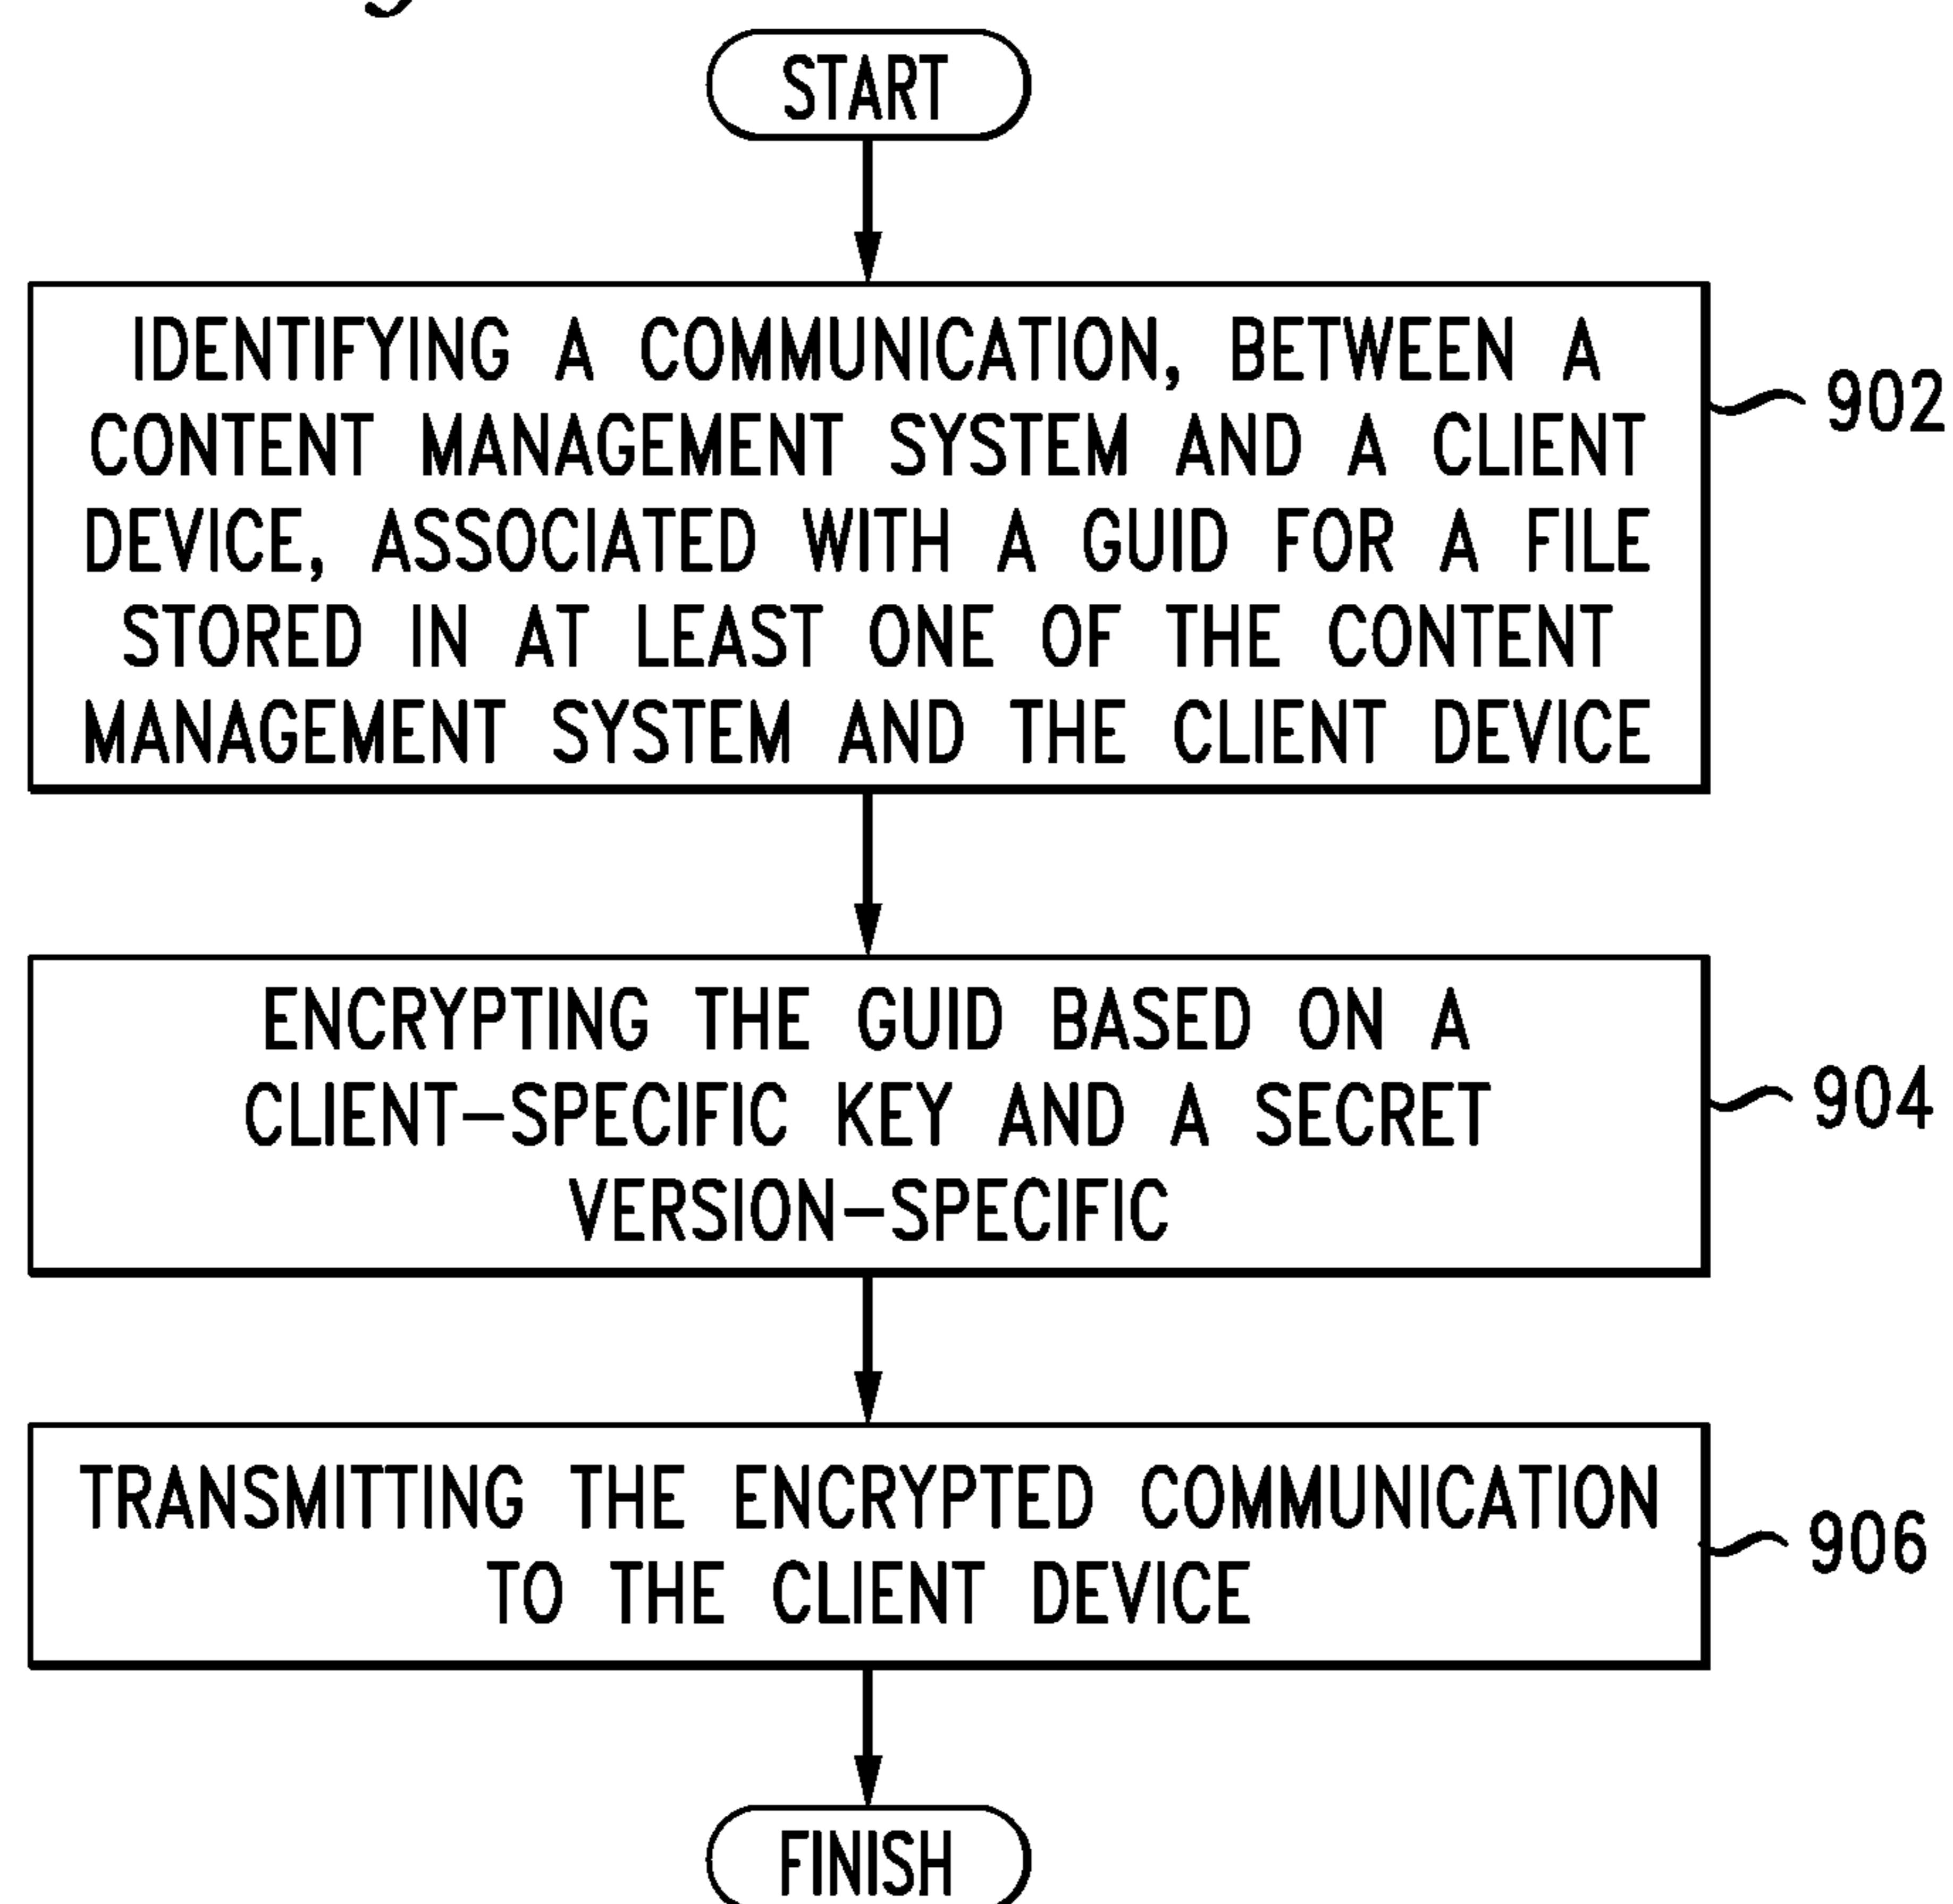 START
IDENTIFYING A COMMUNICATION, BETWEEN A
CONTENT MANAGEMENT SYSTEM AND A CLIENT
DEVICE, ASSOCIATED WITH A GUID FOR A FILE
STORED IN AT LEAST ONE OF THE CONTENT
MANAGEMENT SYSTEM AND THE CLIENT DEVICE
902
ENCRYPTING THE GUID BASED ON A
CLIENT-SPECIFIC KEY AND A SECRET
VERSION-SPECIFIC
904
TRANSMITTING THE ENCRYPTED COMMUNICATION
TO THE CLIENT DEVICE
906
FINISH